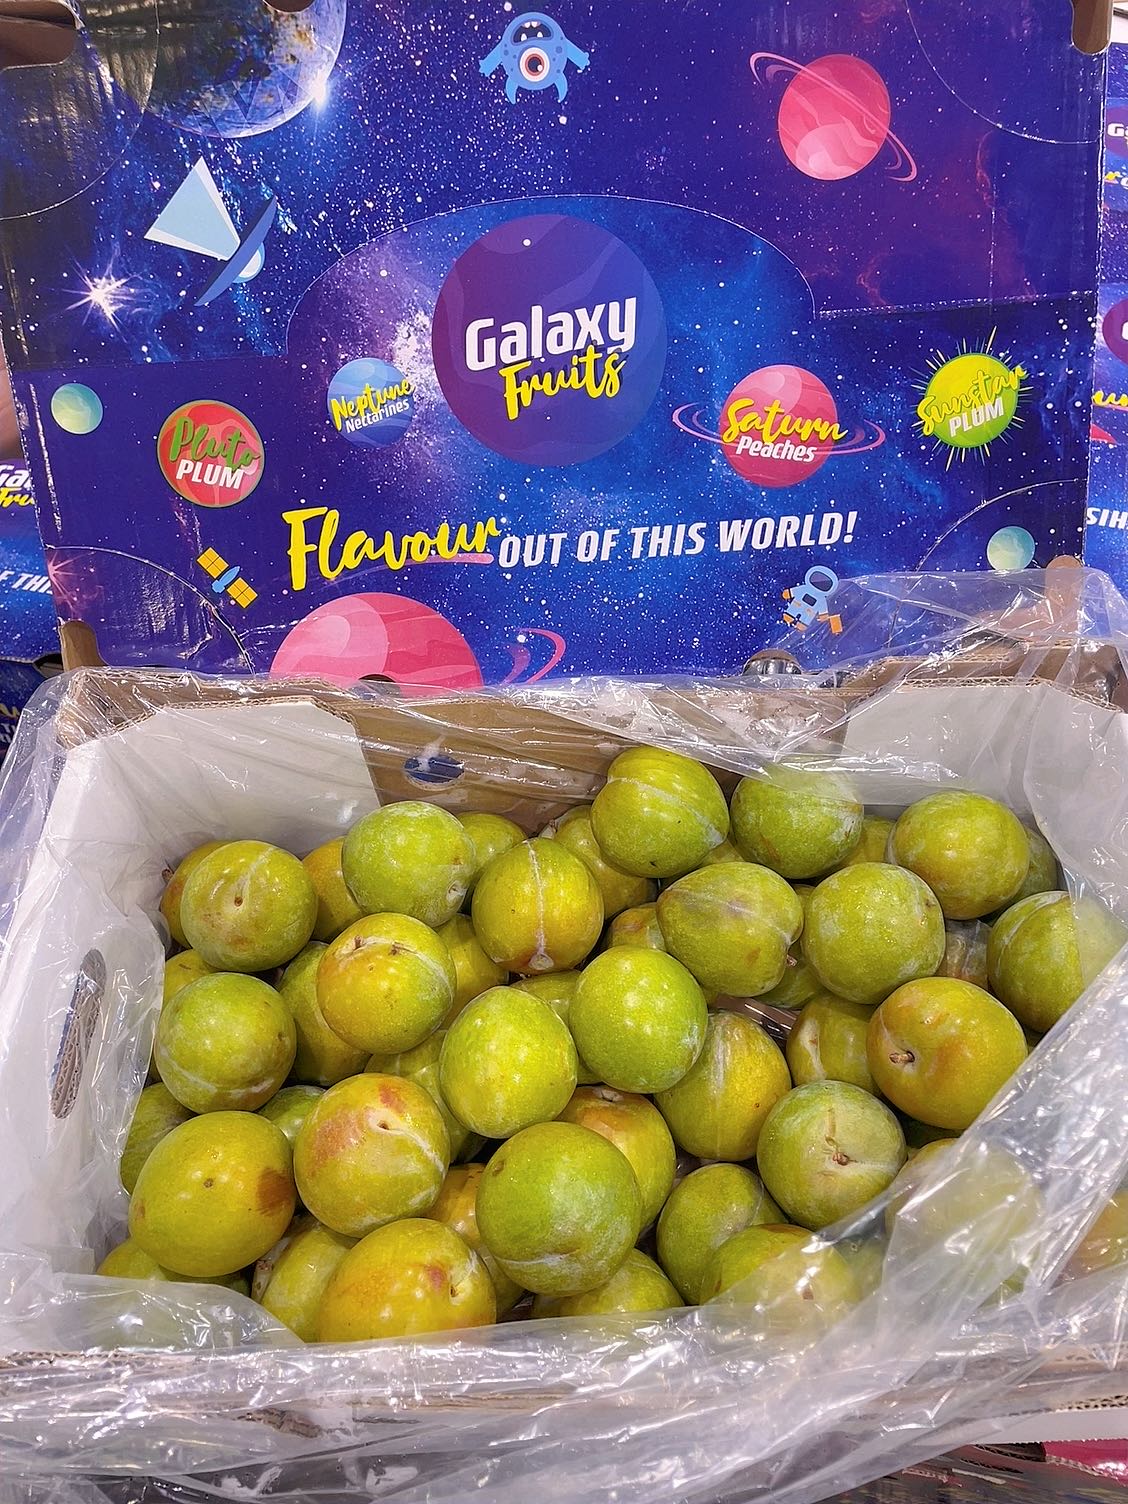 Galaxy
Fruits
Neptune
Nectarines
Pluto
PLUM
Saturn
Peaches
Sunstar
PLUM
Flavour OUT OF THIS WORLD!